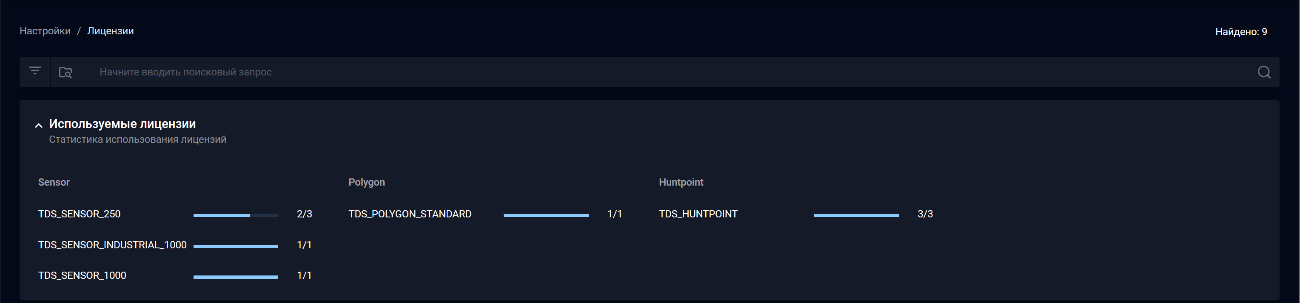 Настройки / Лицензии
Найдено: 9
Начните вводить поисковый запрос
Используемые лицензии
Статистика использования лицензий
Sensor Polygon Huntpoint
TDS_SENSOR_250 2/3 TDS_POLYGON_STANDARD 1/1 TDS_HUNTPOINT 3/3
TDS_SENSOR_INDUSTRIAL_1000 1/1
TDS_SENSOR_1000 1/1